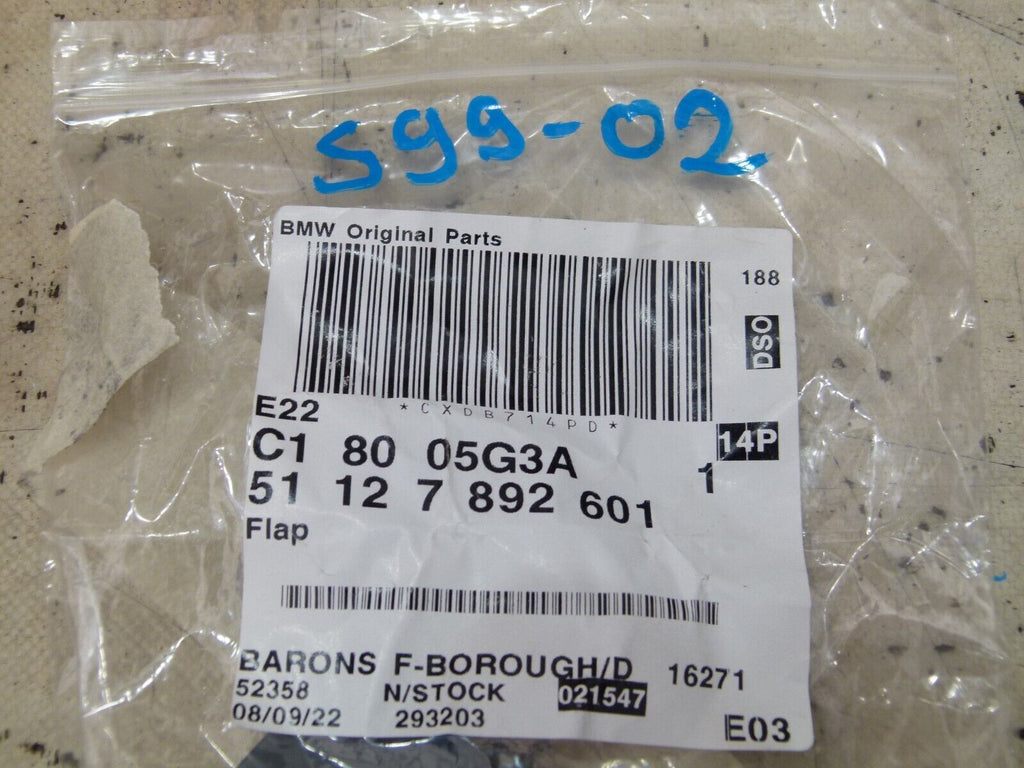 S99-02
BMW Original Parts
188
DSO
*CXDB714PD*
E22
14P
C1 80 05G3A 1
51 12 7 892 601
Flap
BARONS F-BOROUGH/D 16271
52358 N/STOCK 021547
08/09/22 293203 E03